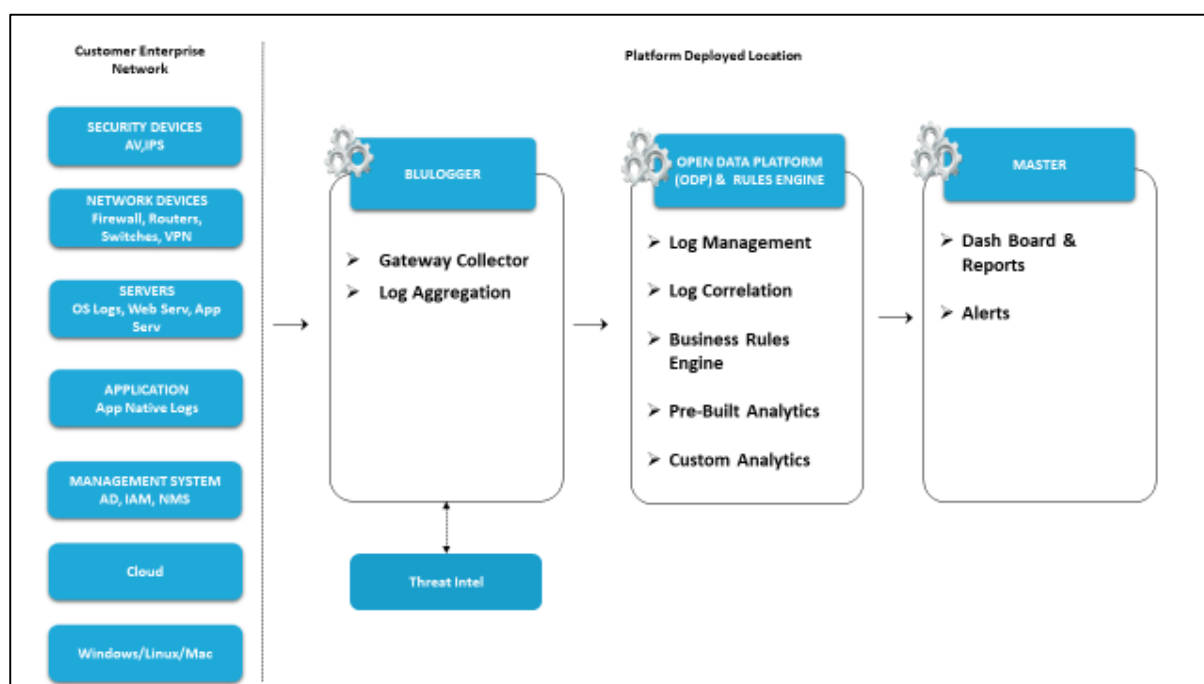 Customer Enterprise
Network
SECURITY DEVICES
AV,IPS
NETWORK DEVICES
Firewall, Routers,
Switches, VPN
SERVERS
OS Logs, Web Serv, App
Serv
APPLICATION
App Native Logs
MANAGEMENT SYSTEM
AD, IAM, NMS
Cloud
Windows/Linux/Mac
Platform Deployed Location
BLULOGGER
➤ Gateway Collector
➤ Log Aggregation
Threat Intel
OPEN DATA PLATFORM
(ODP) & RULES ENGINE
➤ Log Management
➤ Log Correlation
➤ Business Rules
Engine
➤ Pre-Built Analytics
➤ Custom Analytics
MASTER
➤ Dash Board &
Reports
➤ Alerts